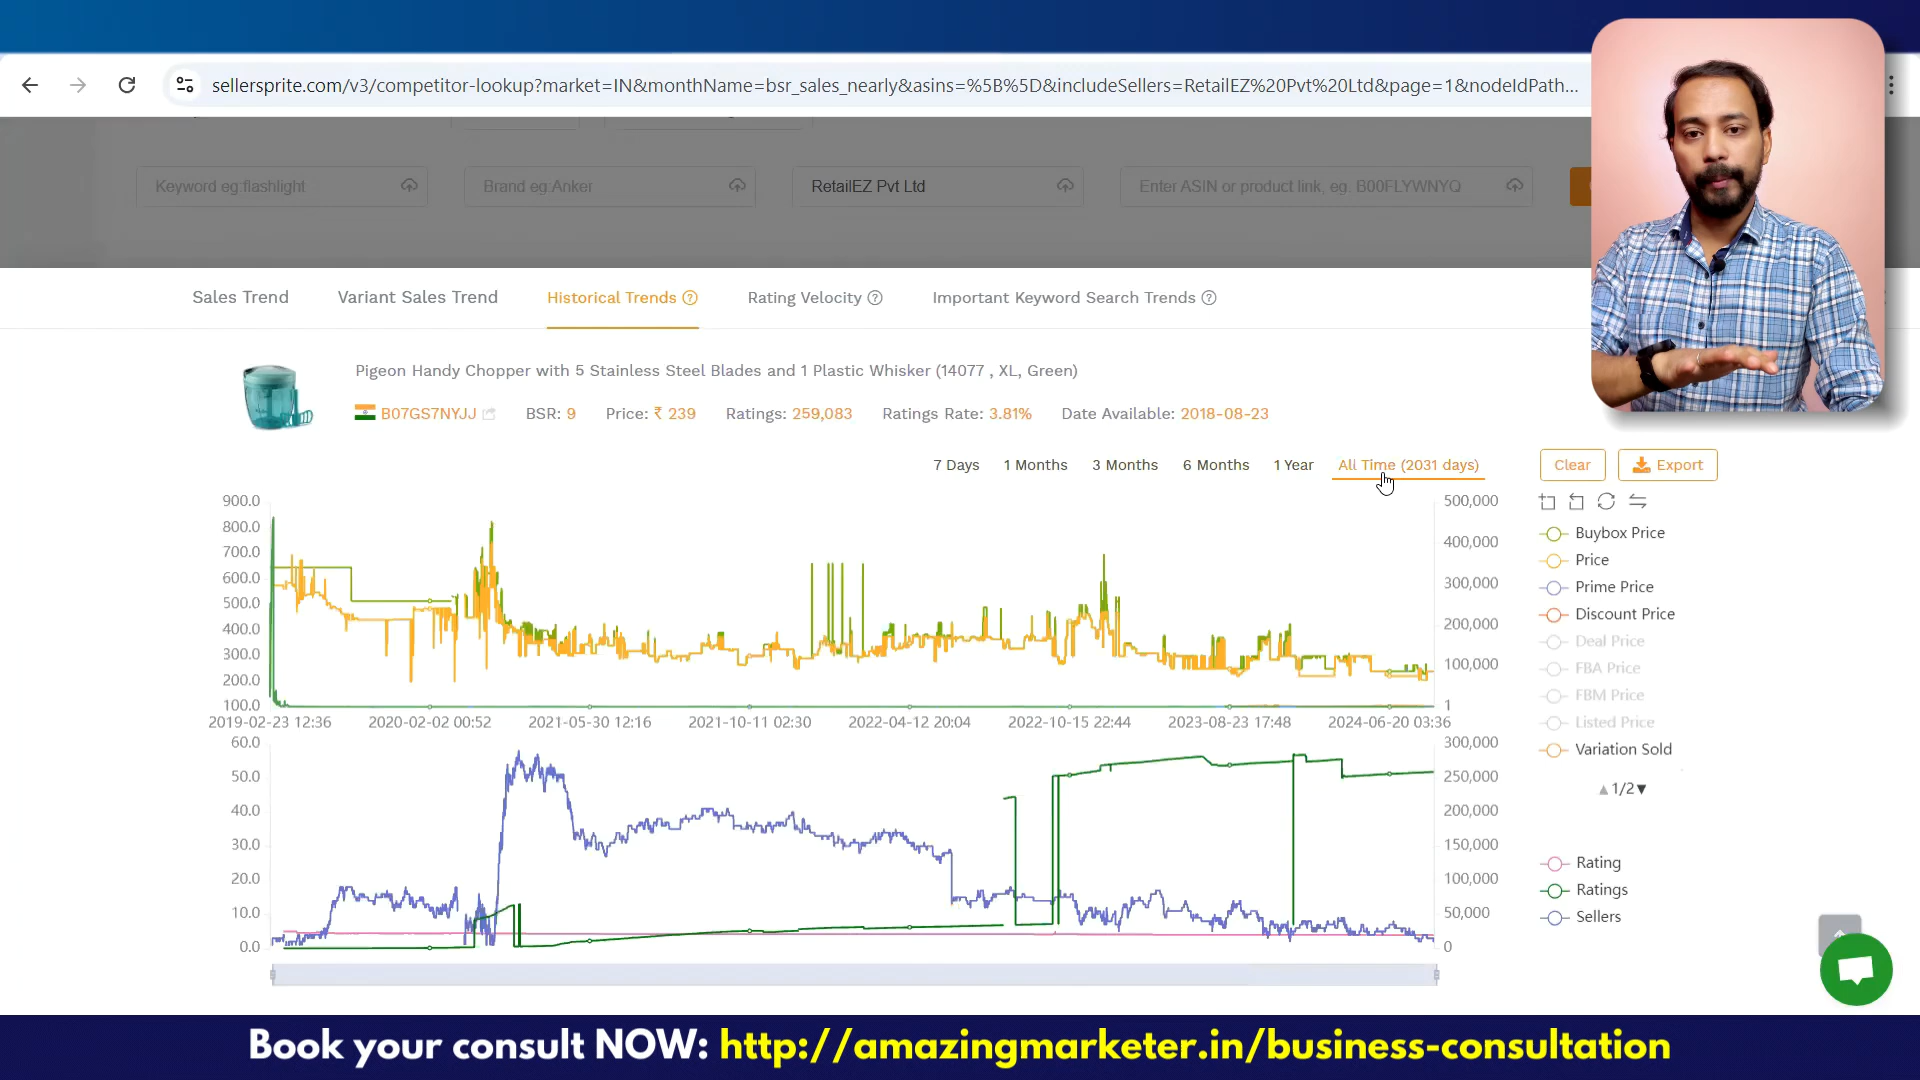 sellersprite.com/v3/competitor-lookup?market=IN&monthName=bsr_sales_nearly&asins=%5B%5D&includeSellers=RetailEZ%20Pvt%20Ltd&page=1&nodeIdPath...
Keyword eg:flashlight
Brand eg:Anker
RetailEZ Pvt Ltd
Enter ASIN or product link, eg. B00FLYWNYQ
Sales Trend
Variant Sales Trend
Historical Trends
Rating Velocity
Important Keyword Search Trends
Pigeon Handy Chopper with 5 Stainless Steel Blades and 1 Plastic Whisker (14077 , XL, Green)
B07GS7NYJJ BSR: 9 Price: ₹ 239 Ratings: 259,083 Ratings Rate: 3.81% Date Available: 2018-08-23
7 Days 1 Months 3 Months 6 Months 1 Year All Time (2031 days)
Clear Export
900.0
800.0
700.0
600.0
500.0
400.0
300.0
200.0
100.0
500,000
400,000
300,000
200,000
100,000
1
2019-02-23 12:36 2020-02-02 00:52 2021-05-30 12:16 2021-10-11 02:30 2022-04-12 20:04 2022-10-15 22:44 2023-08-23 17:48 2024-06-20 03:36
60.0
50.0
40.0
30.0
20.0
10.0
0.0
300,000
250,000
200,000
150,000
100,000
50,000
0
Buybox Price
Price
Prime Price
Discount Price
Deal Price
FBA Price
FBM Price
Listed Price
Variation Sold
▲1/2▼
Rating
Ratings
Sellers
Book your consult NOW: http://amazingmarketer.in/business-consultation